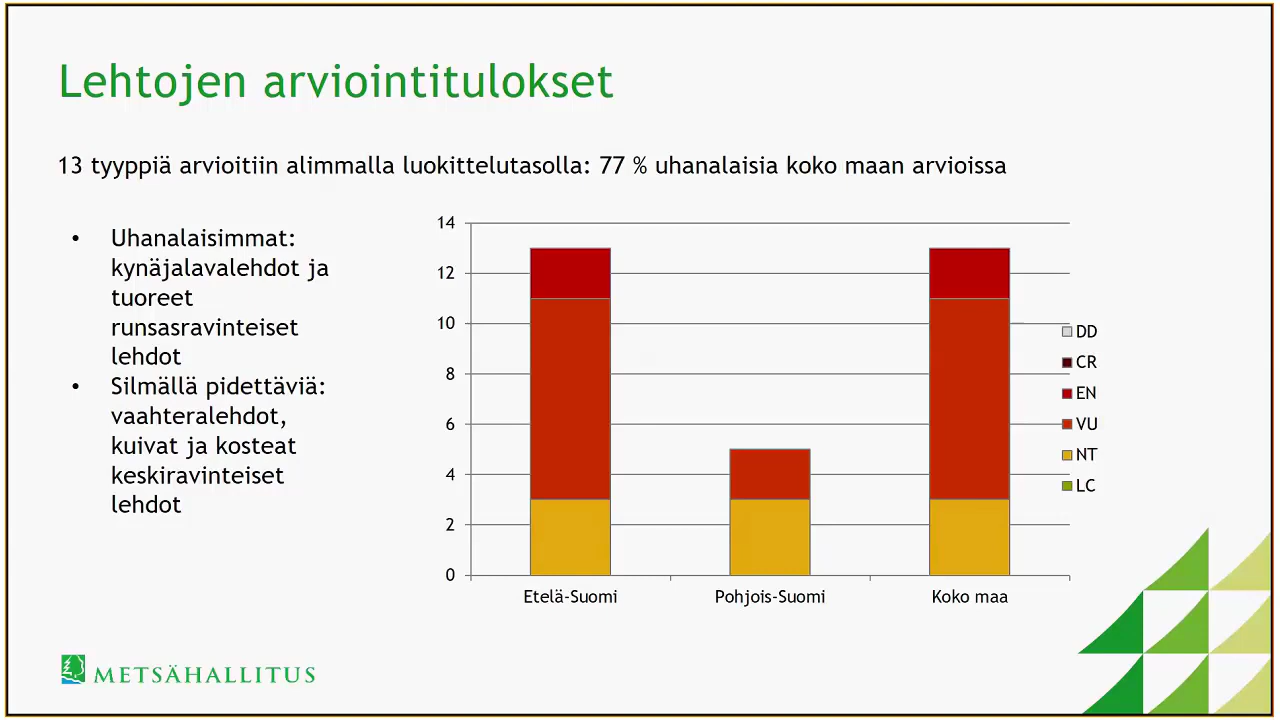 Lehtojen arviointitulokset
13 tyyppiä arvioitiin alimmalla luokittelutasolla: 77 % uhanalaisia koko maan arvioissa
• Uhanalaisimmat:
kynäjalavalehdot ja
tuoreet
runsasravinteiset
lehdot
• Silmällä pidettäviä:
vaahteralehdot,
kuivat ja kosteat
keskiravinteiset
lehdot
14
12
10
8
6
4
2
0
Etelä-Suomi
Pohjois-Suomi
Koko maa
DD
CR
EN
VU
NT
LC
METSÄHALLITUS